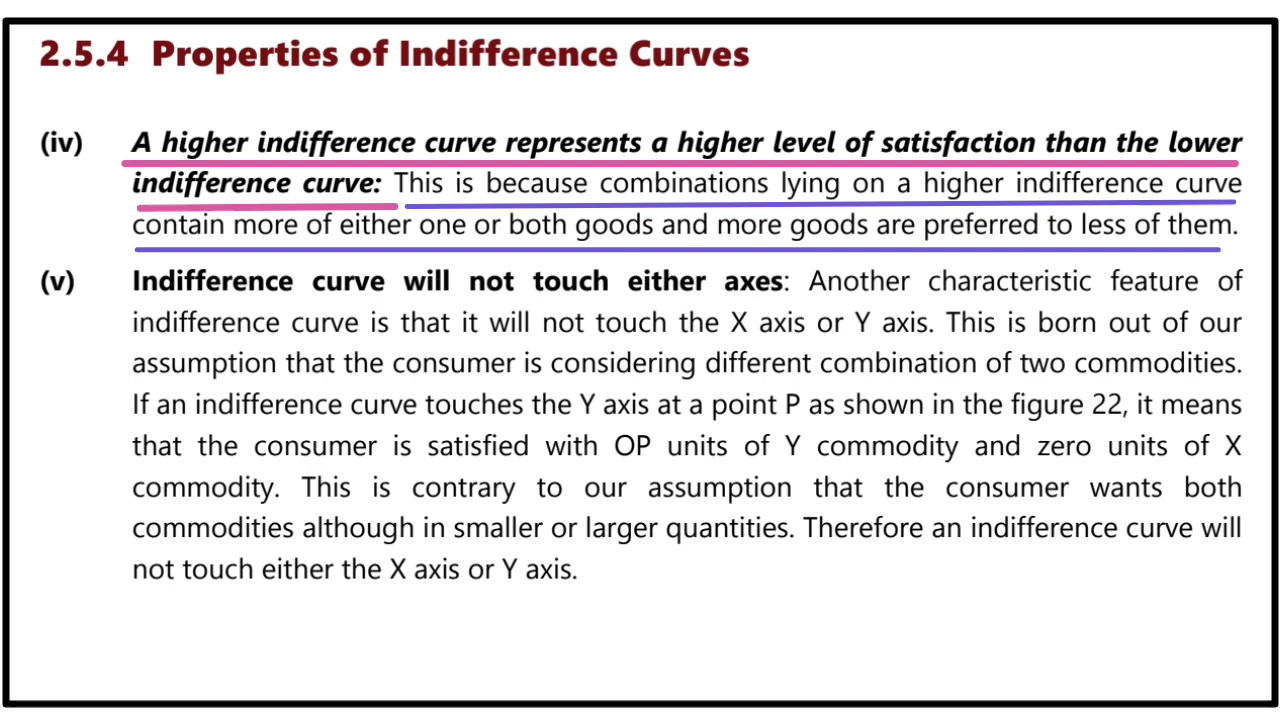 2.5.4 Properties of Indifference Curves
(iv) A higher indifference curve represents a higher level of satisfaction than the lower
indifference curve: This is because combinations lying on a higher indifference curve
contain more of either one or both goods and more goods are preferred to less of them.
(v) Indifference curve will not touch either axes: Another characteristic feature of
indifference curve is that it will not touch the X axis or Y axis. This is born out of our
assumption that the consumer is considering different combination of two commodities.
If an indifference curve touches the Y axis at a point P as shown in the figure 22, it means
that the consumer is satisfied with OP units of Y commodity and zero units of X
commodity. This is contrary to our assumption that the consumer wants both
commodities although in smaller or larger quantities. Therefore an indifference curve will
not touch either the X axis or Y axis.